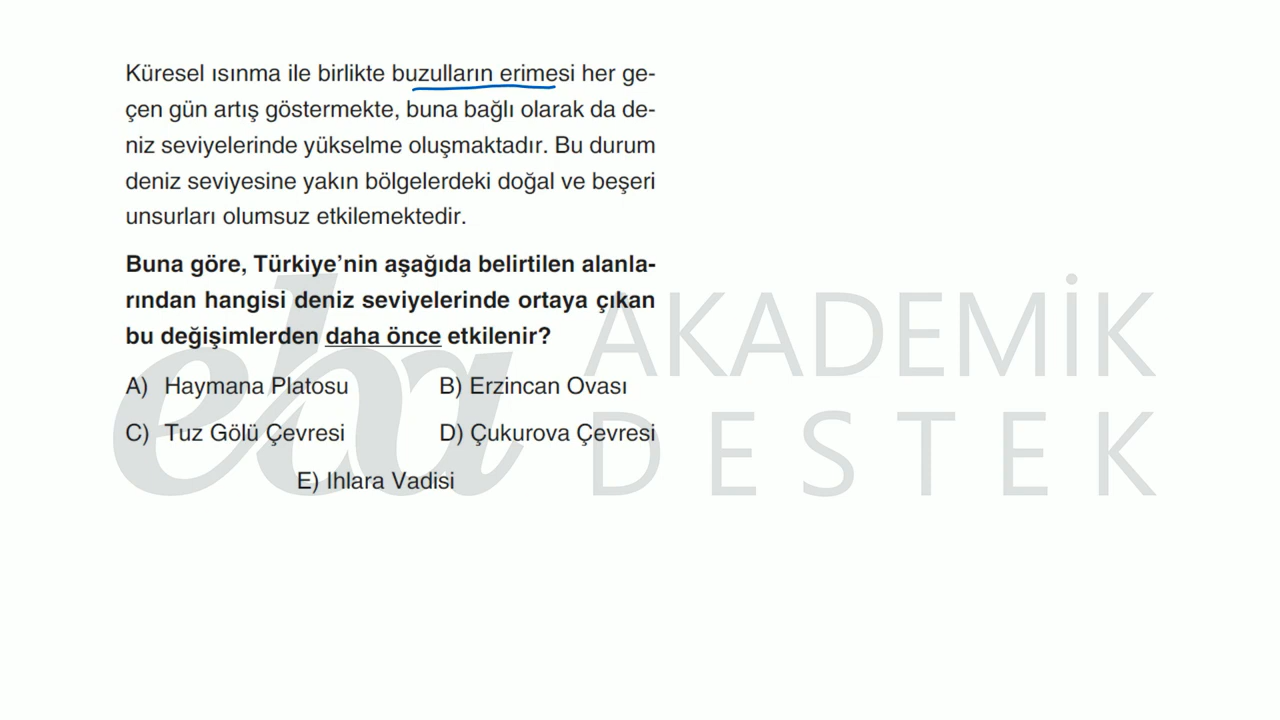 Küresel ısınma ile birlikte buzulların erimesi her ge-
çen gün artış göstermekte, buna bağlı olarak da de-
niz seviyelerinde yükselme oluşmaktadır. Bu durum
deniz seviyesine yakın bölgelerdeki doğal ve beşeri
unsurları olumsuz etkilemektedir.
Buna göre, Türkiye'nin aşağıda belirtilen alanla-
rından hangisi deniz seviyelerinde ortaya çıkan
bu değişimlerden daha önce etkilenir?
A) Haymana Platosu B) Erzincan Ovası
C) Tuz Gölü Çevresi D) Çukurova Çevresi
E) Ihlara Vadisi
eba AKADEMİK
DESTEK